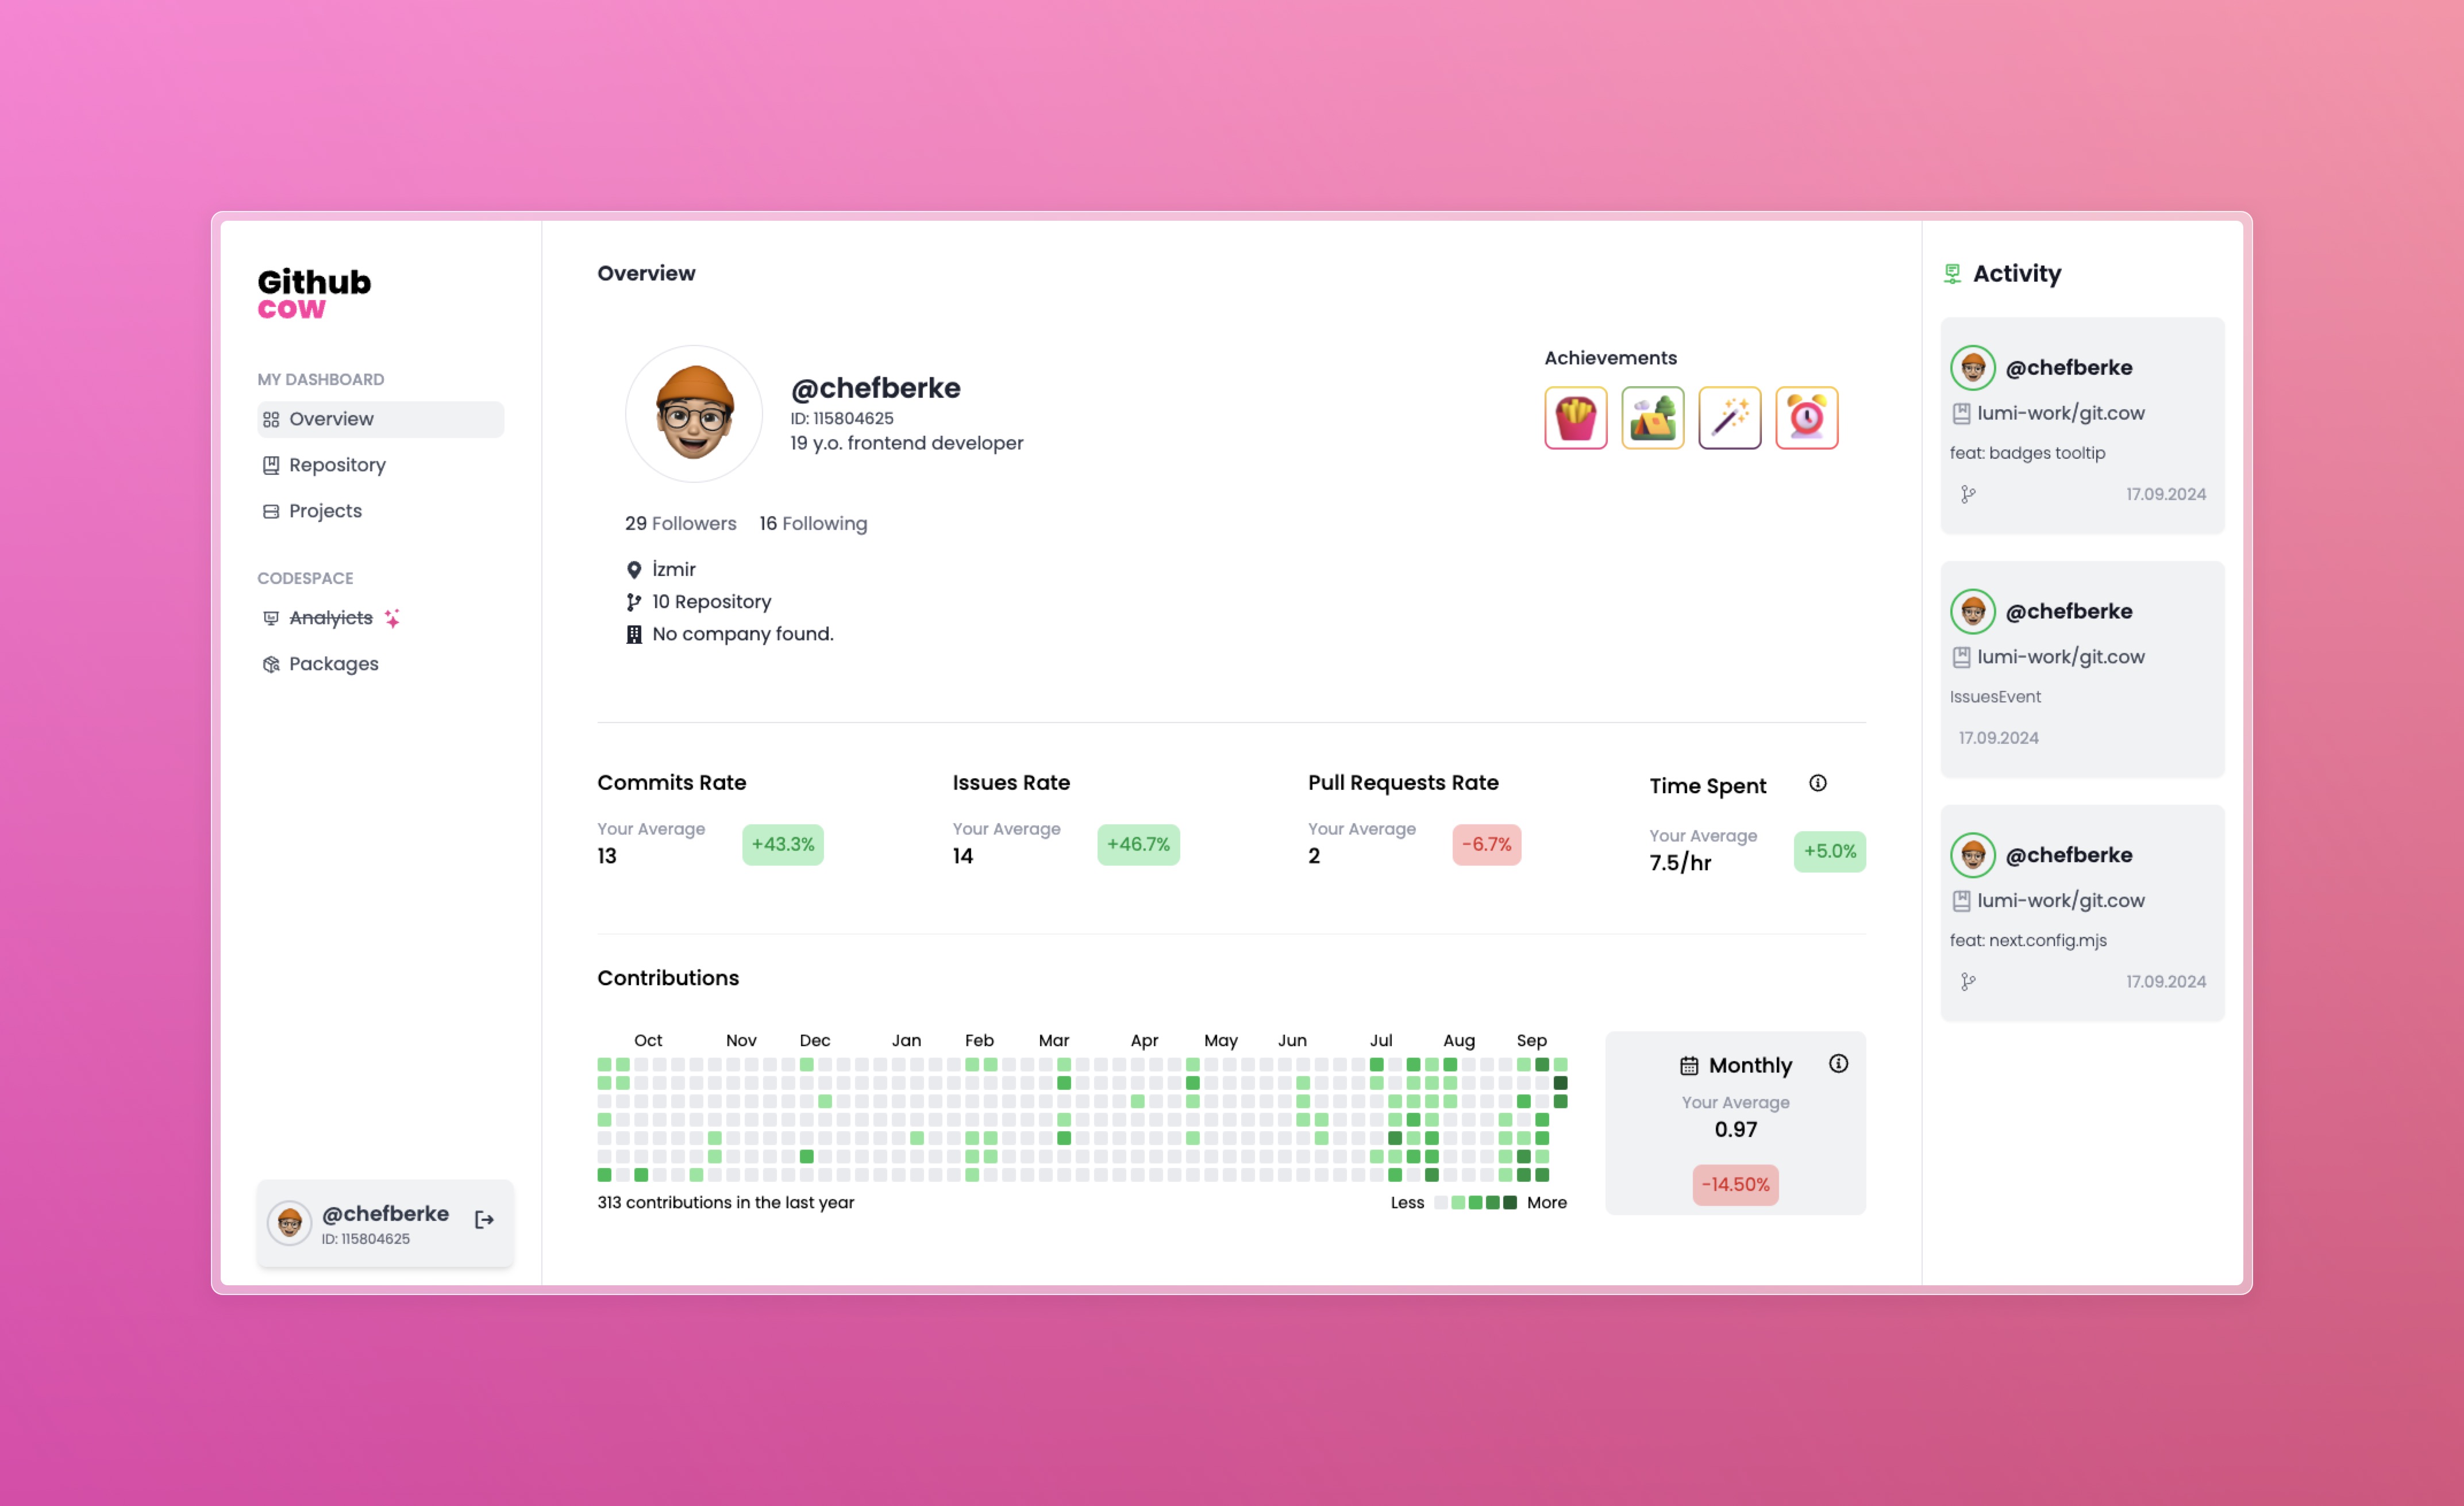 Github
cow
MY DASHBOARD
Overview
Repository
Projects
CODESPACE
Analyicts
Packages
@chefberke
ID: 115804625
Overview
@chefberke
ID: 115804625
19 y.o. frontend developer
29 Followers 16 Following
İzmir
10 Repository
No company found.
Achievements
Commits Rate
Your Average
13
+43.3%
Issues Rate
Your Average
14
+46.7%
Pull Requests Rate
Your Average
2
-6.7%
Time Spent
Your Average
7.5/hr
+5.0%
Contributions
Oct Nov Dec Jan Feb Mar Apr May Jun Jul Aug Sep
313 contributions in the last year
Less More
Monthly
Your Average
0.97
-14.50%
Activity
@chefberke
lumi-work/git.cow
feat: badges tooltip
17.09.2024
@chefberke
lumi-work/git.cow
IssuesEvent
17.09.2024
@chefberke
lumi-work/git.cow
feat: next.config.mjs
17.09.2024